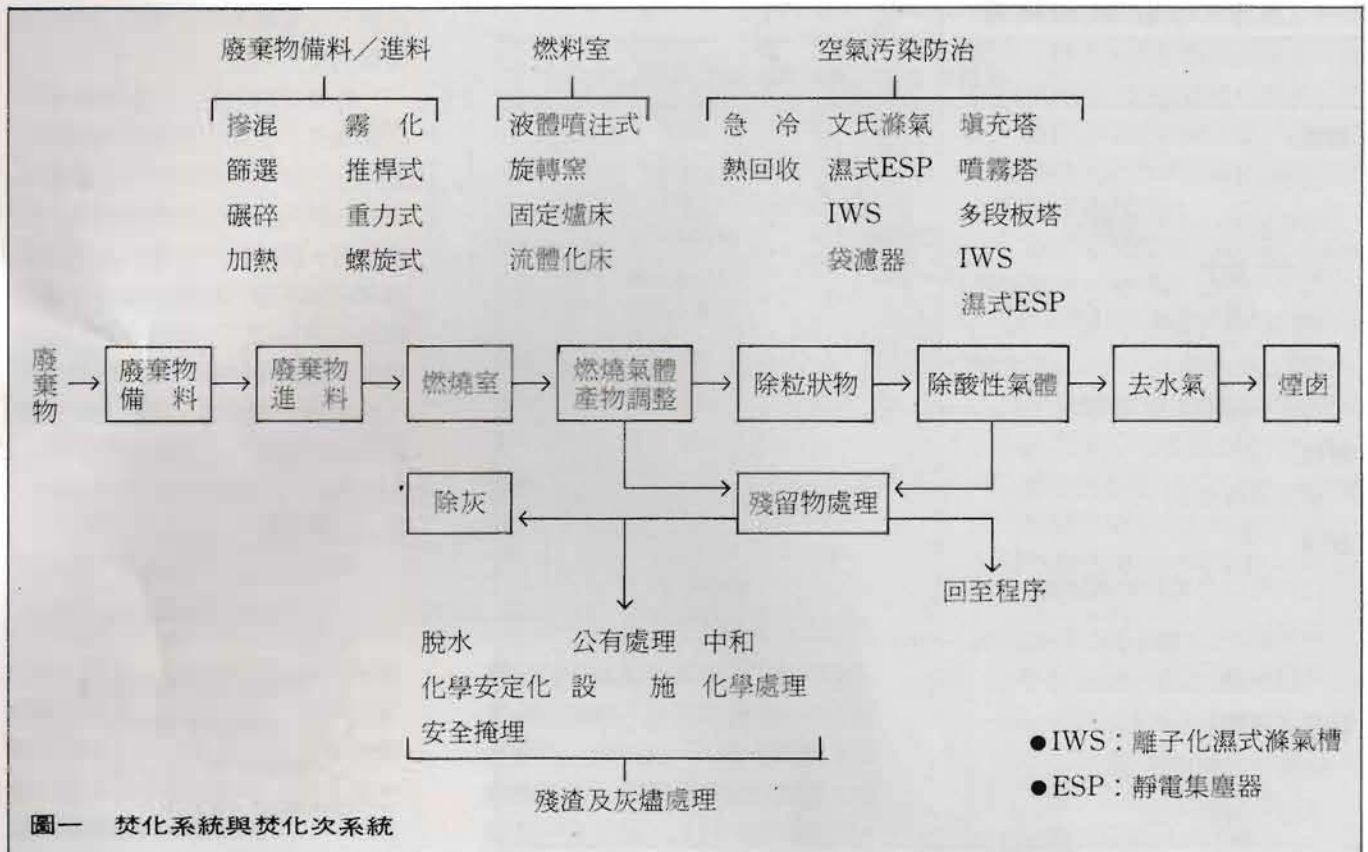 廢棄物備料／進料 燃料室 空氣污染防治
摻混 霧化 液體噴注式 急冷 文氏滌氣 塡充塔
篩選 推桿式 旋轉窯 熱回收 濕式ESP 噴霧塔
碾碎 重力式 固定爐床 IWS 多段板塔
加熱 螺旋式 流體化床 袋濾器 IWS
濕式ESP
廢棄物
廢棄物
備料
廢棄物
進料
燃燒室
燃燒氣體
產物調整
除粒狀物
除酸性氣體
去水氣
煙鹵
除灰
殘留物處理
回至程序
脫水 公有處理 中和
化學安定化 設施 化學處理
安全掩埋
殘渣及灰燼處理
●IWS：離子化濕式滌氣槽
●ESP：靜電集塵器
圖一 焚化系統與焚化次系統